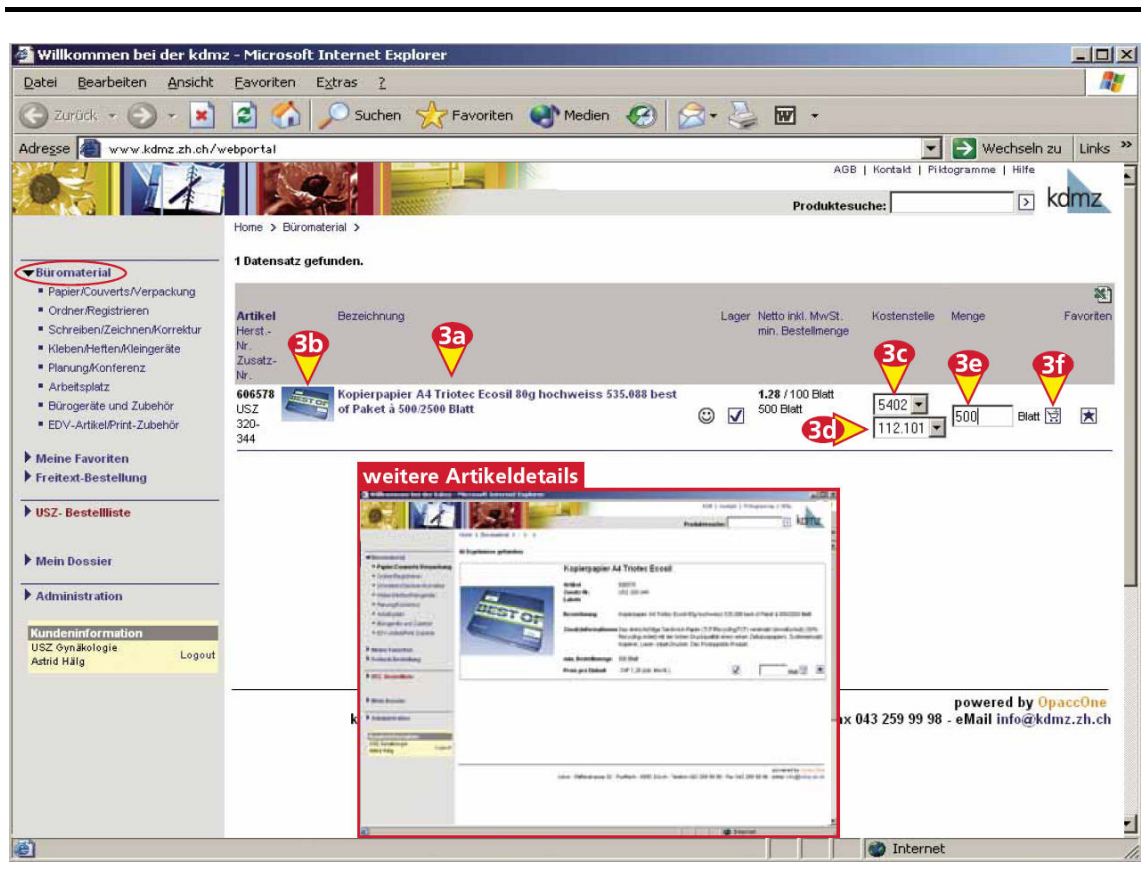 Willkommen bei der kdmz - Microsoft Internet Explorer
Datei Bearbeiten Ansicht Favoriten Extras ?
Zurück Suchen Favoriten Medien
Adresse www.kdmz.zh.ch/webportal Wechseln zu Links »
AGB | Kontakt | Piktogramme | Hilfe
Produktesuche: kdmz
Home > Büromaterial >
1 Datensatz gefunden.
Büromaterial
Papier/Couverts/Verpackung
Ordner/Registrieren
Schreiben/Zeichnen/Korrektur
Kleben/Heften/Kleingeräte
Planung/Konferenz
Arbeitsplatz
Bürogeräte und Zubehör
EDV-Artikel/Print-Zubehör
Meine Favoriten
Freitext-Bestellung
USZ- Bestellliste
Mein Dossier
Administration
Kundeninformation
USZ Gynäkologie
Astrid Hälg
Logout
Artikel Bezeichnung Lager Netto inkl. MwSt. Kostenstelle Menge Favoriten
Herst.- min. Bestellmenge
Nr.
Zusatz-
Nr.
3b 3a 3c 3e 3f
606578 Kopierpapier A4 Triotec Ecosil 80g hochweiss 535.088 best 1.28 / 100 Blatt
USZ of Paket à 500/2500 Blatt 500 Blatt 5402 500 Blatt
320- 3d 112.101
344
weitere Artikeldetails
Produktesuche: kdmz
Kopierpapier A4 Triotec Ecosil
BEST OF
powered by OpaccOne
k
x 043 259 99 98 - eMail info@kdmz.zh.ch
Internet